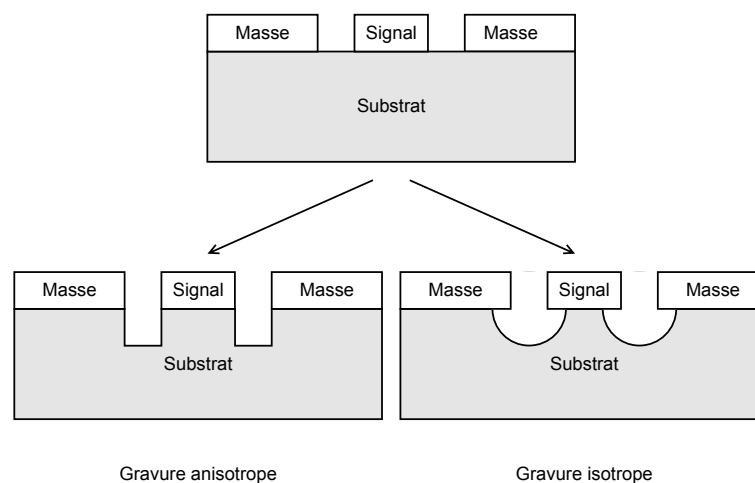 Masse Signal Masse
Substrat
Masse Signal Masse Masse Signal Masse
Substrat Substrat
Gravure anisotrope Gravure isotrope